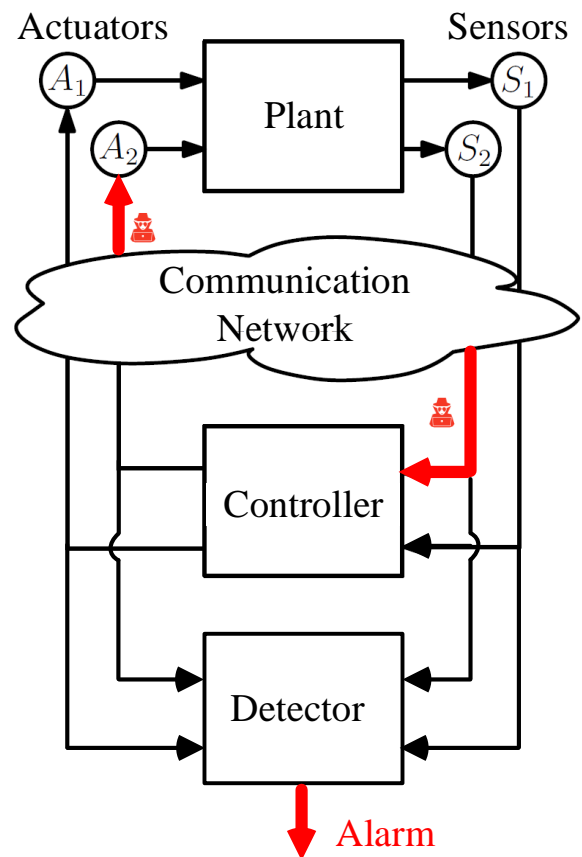 Actuators
Sensors
A1
Plant
S1
A2
S2
Communication
Network
Controller
Detector
Alarm